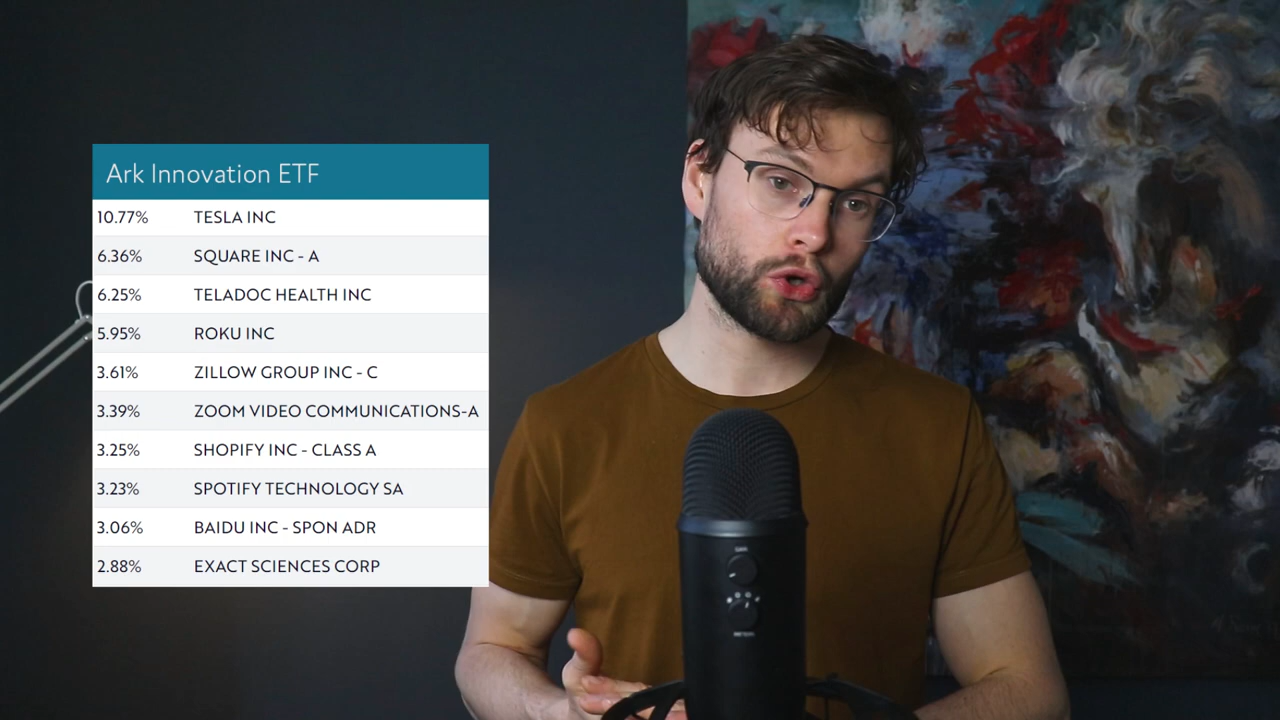 Ark Innovation ETF
10.77% TESLA INC
6.36% SQUARE INC - A
6.25% TELADOC HEALTH INC
5.95% ROKU INC
3.61% ZILLOW GROUP INC - C
3.39% ZOOM VIDEO COMMUNICATIONS-A
3.25% SHOPIFY INC - CLASS A
3.23% SPOTIFY TECHNOLOGY SA
3.06% BAIDU INC - SPON ADR
2.88% EXACT SCIENCES CORP